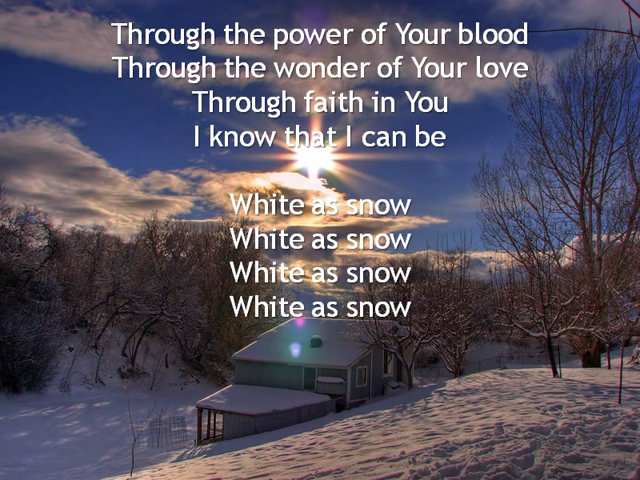 Through the power of Your blood
Through the wonder of Your love
Through faith in You
I know that I can be
White as snow
White as snow
White as snow
White as snow